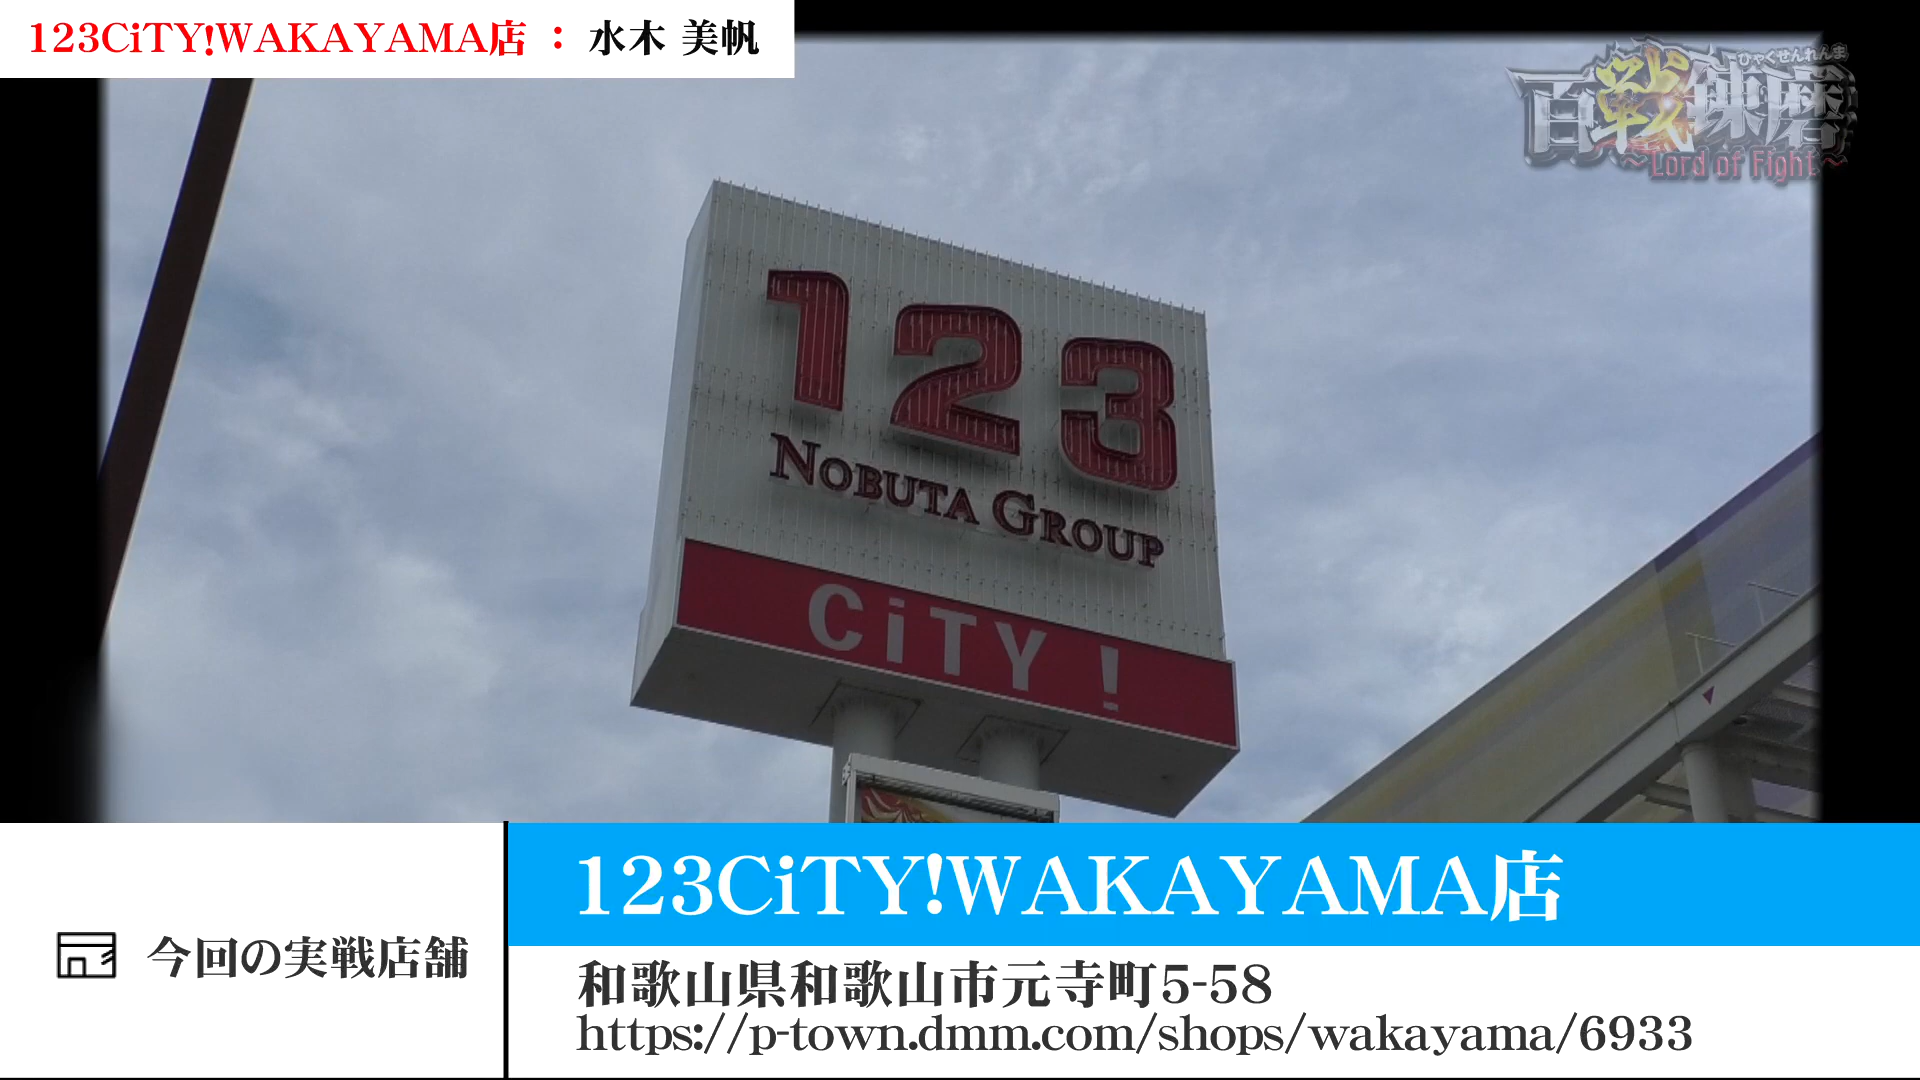 123CiTY!WAKAYAMA店 : 水木 美帆
ひゃくせんれんま
百戦錬磨
~Lord of Fight~
123
NOBUTA GROUP
CiTY !
今回の実戦店舗
123CiTY!WAKAYAMA店
和歌山県和歌山市元寺町5-58
https://p-town.dmm.com/shops/wakayama/6933